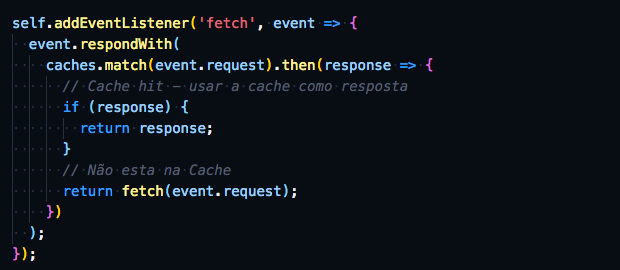 self.addEventListener('fetch', event => {
  event.respondWith(
    caches.match(event.request).then(response => {
      // Cache hit - usar a cache como resposta
      if (response) {
        return response;
      }
      // Não esta na Cache
      return fetch(event.request);
    })
  );
});